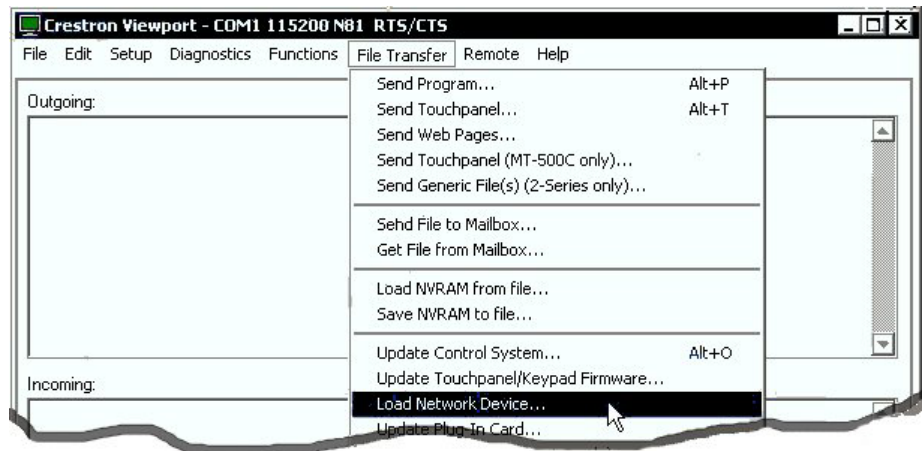 Crestron Viewport - COM1 115200 N81 RTS/CTS
File Edit Setup Diagnostics Functions File Transfer Remote Help
Outgoing:
Send Program... Alt+P
Send Touchpanel... Alt+T
Send Web Pages...
Send Touchpanel (MT-500C only)...
Send Generic File(s) (2-Series only)...
Send File to Mailbox...
Get File from Mailbox...
Load NVRAM from file...
Save NVRAM to file...
Update Control System... Alt+O
Update Touchpanel/Keypad Firmware...
Load Network Device...
Update Plug-In Card...
Incoming: